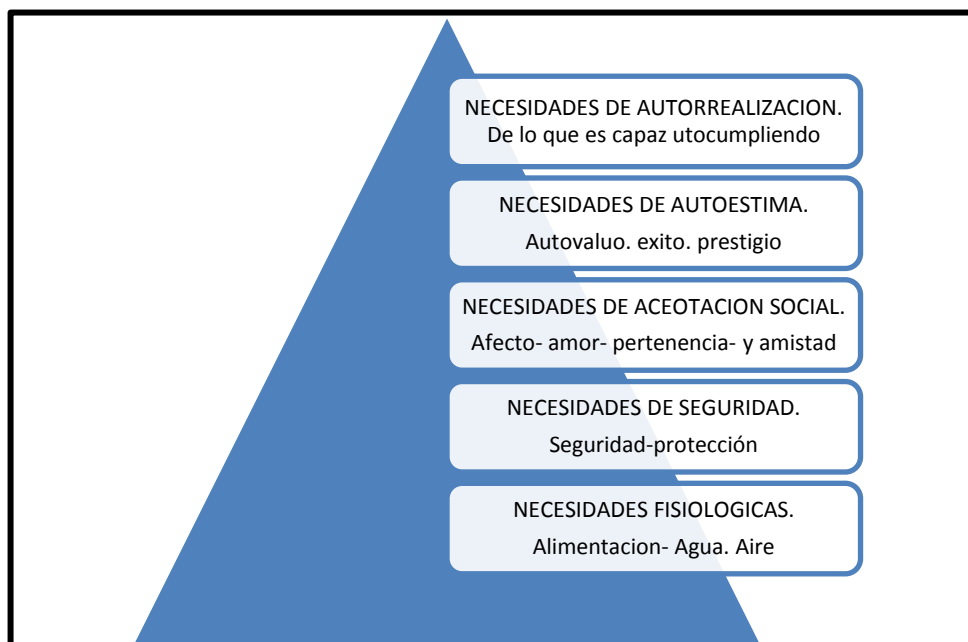 NECESIDADES DE AUTORREALIZACION.
De lo que es capaz utocumpliendo
NECESIDADES DE AUTOESTIMA.
Autovaluo. exito. prestigio
NECESIDADES DE ACEOTACION SOCIAL.
Afecto- amor- pertenencia- y amistad
NECESIDADES DE SEGURIDAD.
Seguridad-protección
NECESIDADES FISIOLOGICAS.
Alimentacion- Agua. Aire